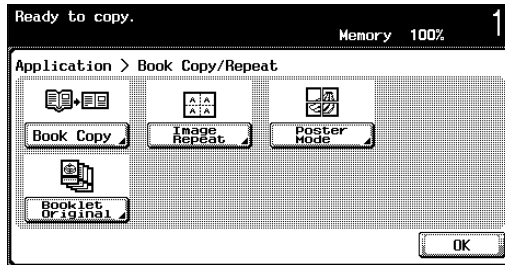 Ready to copy.
Memory 100% 1
Application > Book Copy/Repeat
A A
A A
Book Copy
Image
Repeat
Poster
Mode
Booklet
Original
OK